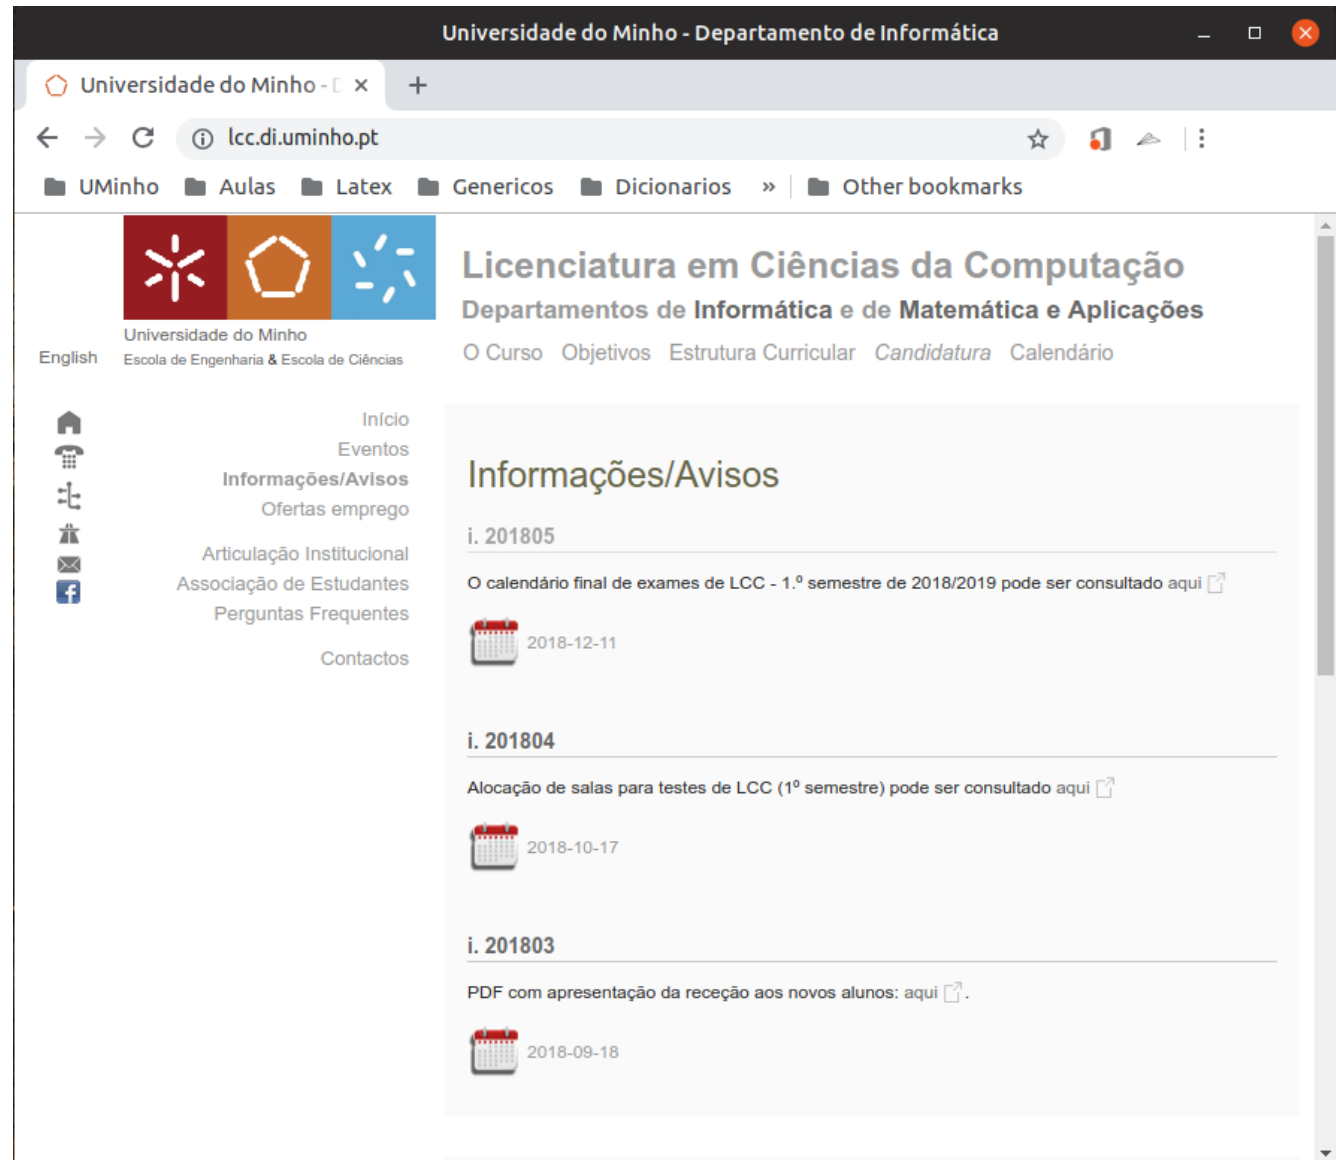 Universidade do Minho - Departamento de Informática
Universidade do Minho - D
lcc.di.uminho.pt
UMinho Aulas Latex Genericos Dicionarios » Other bookmarks
Licenciatura em Ciências da Computação
Departamentos de Informática e de Matemática e Aplicações
O Curso Objetivos Estrutura Curricular Candidatura Calendário
Universidade do Minho
English Escola de Engenharia & Escola de Ciências
Início
Eventos
Informações/Avisos
Ofertas emprego
Articulação Institucional
Associação de Estudantes
Perguntas Frequentes
Contactos
Informações/Avisos
i. 201805
O calendário final de exames de LCC - 1.º semestre de 2018/2019 pode ser consultado aqui
2018-12-11
i. 201804
Alocação de salas para testes de LCC (1º semestre) pode ser consultado aqui
2018-10-17
i. 201803
PDF com apresentação da receção aos novos alunos: aqui .
2018-09-18